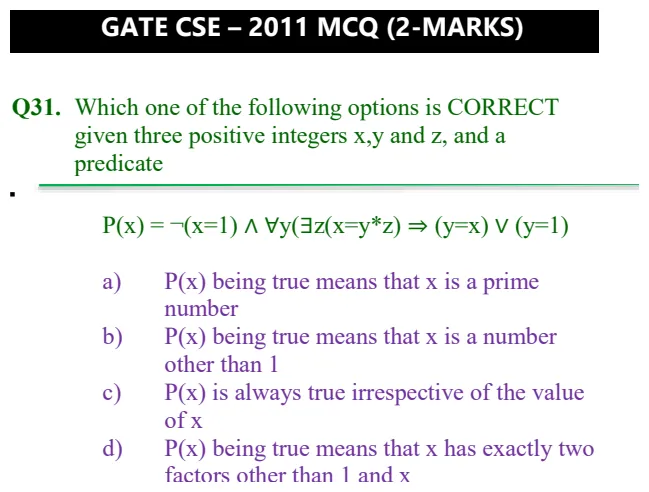 GATE CSE – 2011 MCQ (2-MARKS)
Q31. Which one of the following options is CORRECT
given three positive integers x,y and z, and a
predicate
P(x) = ¬(x=1) ∧ ∀y(∃z(x=y*z) ⇒ (y=x) ∨ (y=1)
a) P(x) being true means that x is a prime
number
b) P(x) being true means that x is a number
other than 1
c) P(x) is always true irrespective of the value
of x
d) P(x) being true means that x has exactly two
factors other than 1 and x